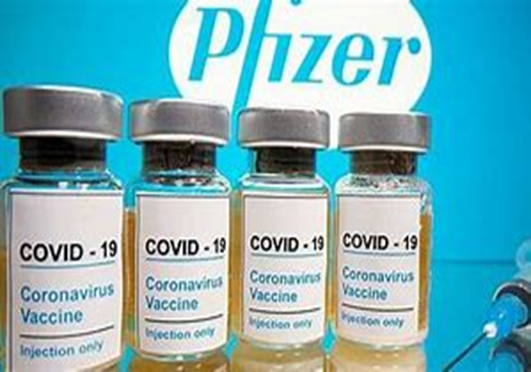 Pfizer
COVID - 19
Coronavirus
Vaccine
Injection only
COVID - 19
Coronavirus
Vaccine
Injection only
COVID - 19
Coronavirus
Vaccine
Injection only
COVID - 19
Coronavirus
Vaccine
Injection only